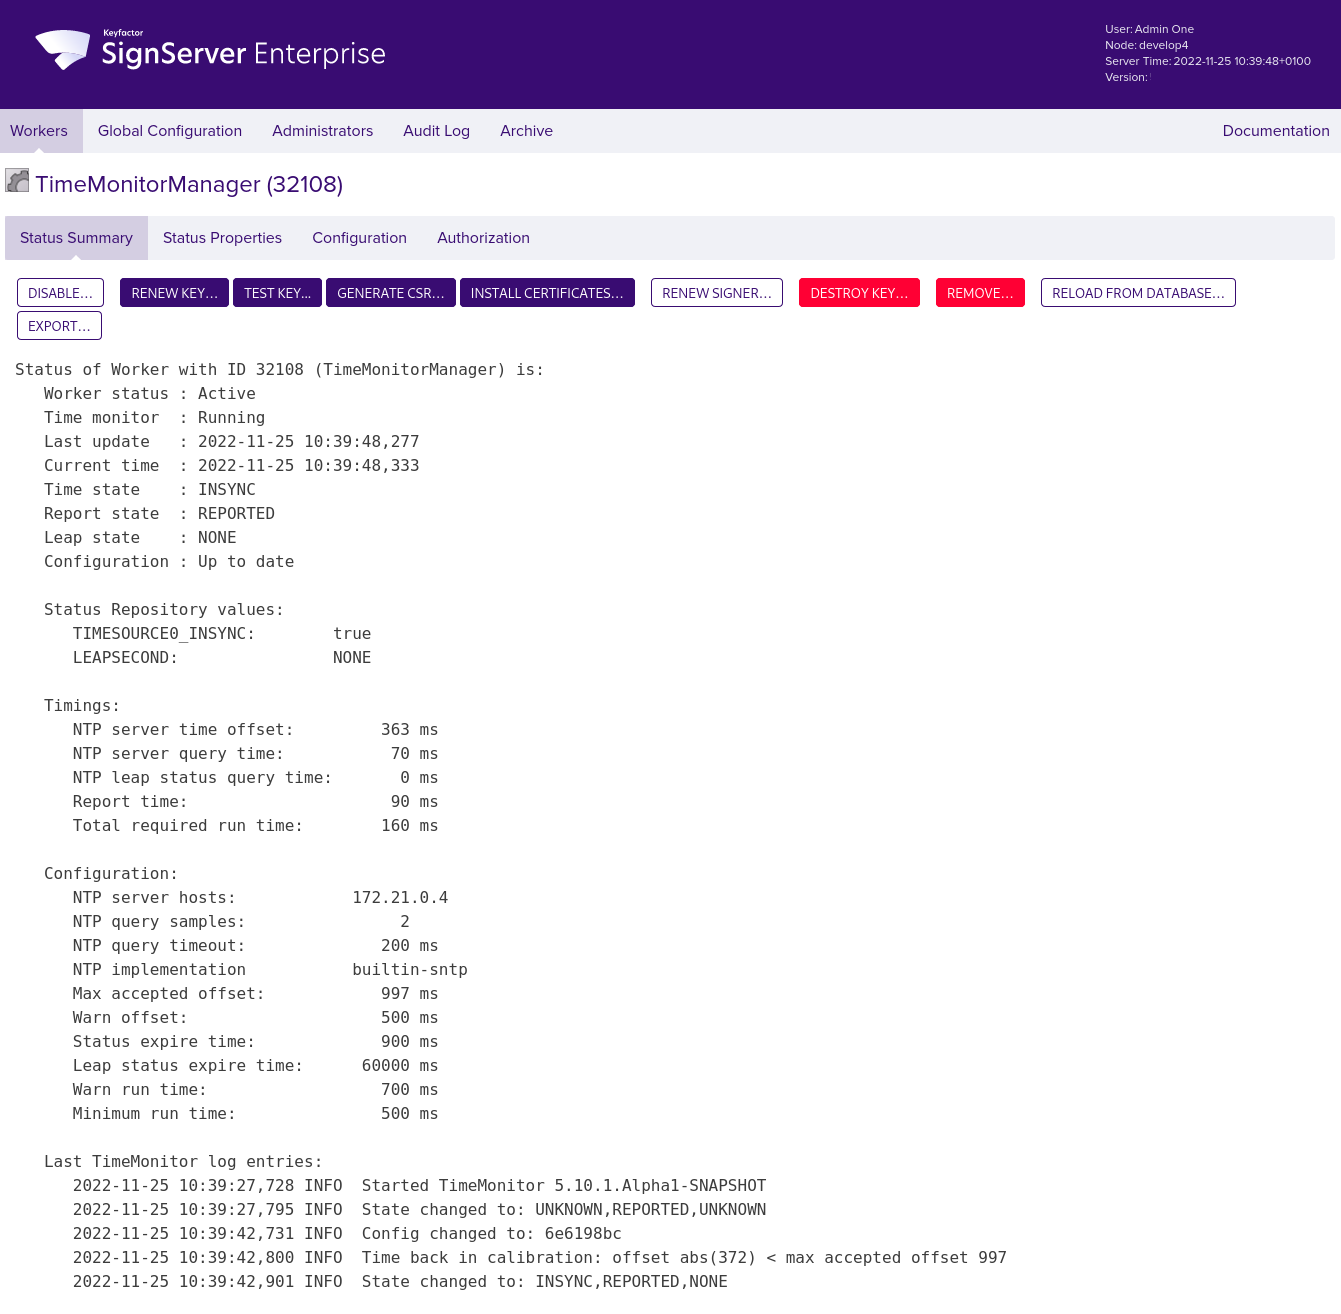 Keyfactor
SignServer Enterprise
User: Admin One
Node: develop4
Server Time: 2022-11-25 10:39:48+0100
Version:
Workers Global Configuration Administrators Audit Log Archive Documentation
TimeMonitorManager (32108)
Status Summary Status Properties Configuration Authorization
DISABLE... RENEW KEY... TEST KEY... GENERATE CSR... INSTALL CERTIFICATES... RENEW SIGNER... DESTROY KEY... REMOVE... RELOAD FROM DATABASE...
EXPORT...
Status of Worker with ID 32108 (TimeMonitorManager) is:
Worker status : Active
Time monitor : Running
Last update : 2022-11-25 10:39:48,277
Current time : 2022-11-25 10:39:48,333
Time state : INSYNC
Report state : REPORTED
Leap state : NONE
Configuration : Up to date
Status Repository values:
TIMESOURCE0_INSYNC: true
LEAPSECOND: NONE
Timings:
NTP server time offset: 363 ms
NTP server query time: 70 ms
NTP leap status query time: 0 ms
Report time: 90 ms
Total required run time: 160 ms
Configuration:
NTP server hosts: 172.21.0.4
NTP query samples: 2
NTP query timeout: 200 ms
NTP implementation builtin-sntp
Max accepted offset: 997 ms
Warn offset: 500 ms
Status expire time: 900 ms
Leap status expire time: 60000 ms
Warn run time: 700 ms
Minimum run time: 500 ms
Last TimeMonitor log entries:
2022-11-25 10:39:27,728 INFO Started TimeMonitor 5.10.1.Alpha1-SNAPSHOT
2022-11-25 10:39:27,795 INFO State changed to: UNKNOWN,REPORTED,UNKNOWN
2022-11-25 10:39:42,731 INFO Config changed to: 6e6198bc
2022-11-25 10:39:42,800 INFO Time back in calibration: offset abs(372) < max accepted offset 997
2022-11-25 10:39:42,901 INFO State changed to: INSYNC,REPORTED,NONE